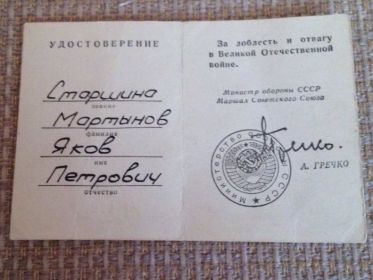 УДОСТОВЕРЕНИЕ
Старшина
звание
Мартынов
фамилия
Яков
имя
Петрович
отчество
За доблесть и отвагу
в Великой Отечественной
войне.
Министр обороны СССР
Маршал Советского Союза
А. ГРЕЧКО